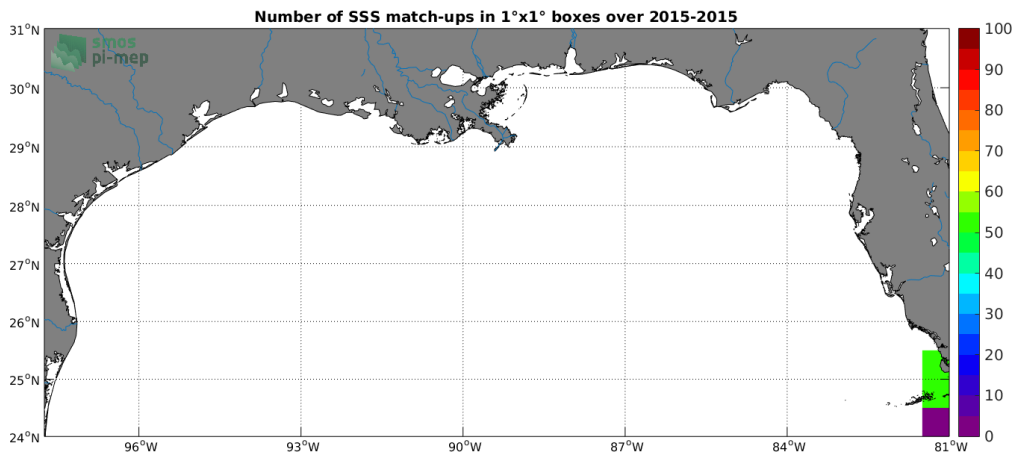 Number of SSS match-ups in 1°x1° boxes over 2015-2015
smos
pi-mep
31°N
30°N
29°N
28°N
27°N
26°N
25°N
24°N
96°W
93°W
90°W
87°W
84°W
81°W
100
90
80
70
60
50
40
30
20
10
0